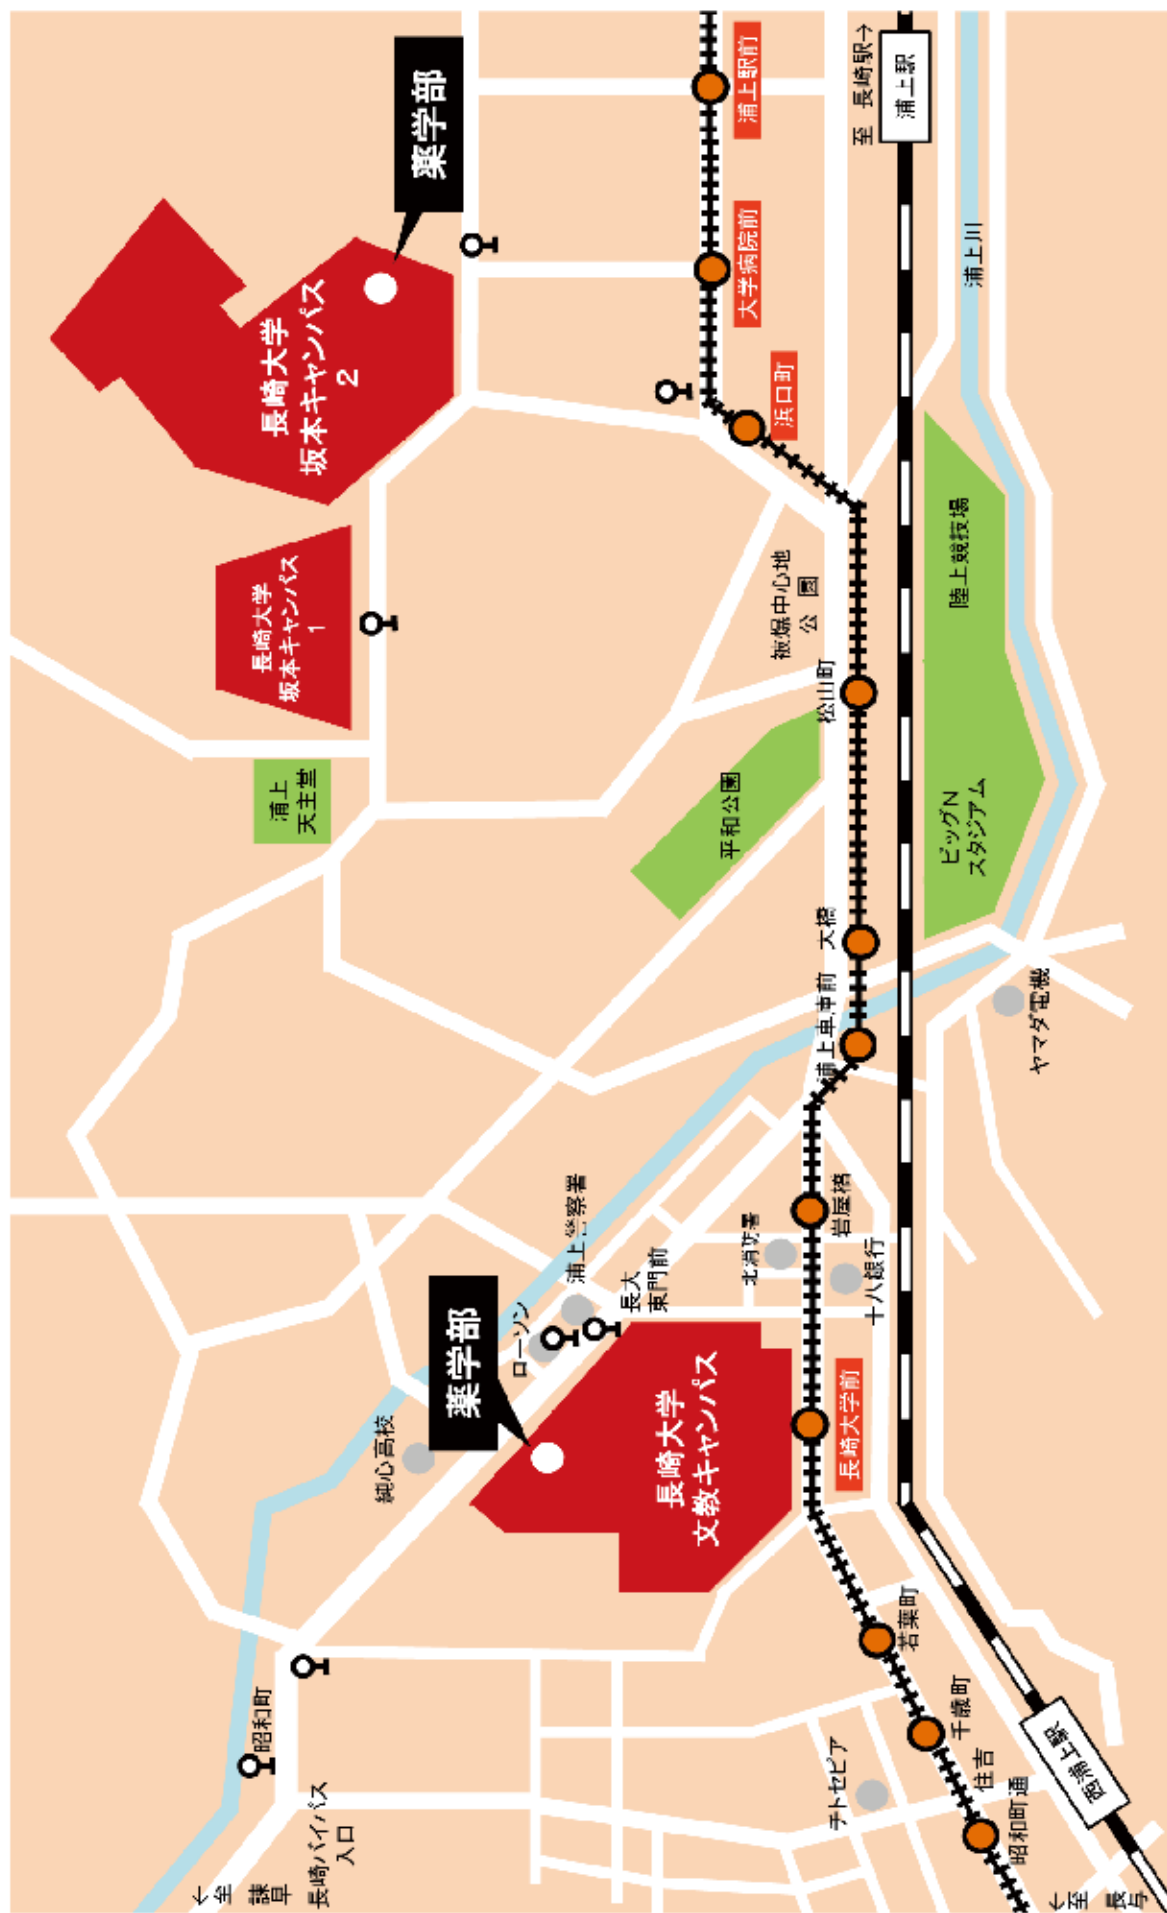 ←至
諫早
長崎バイパス
入口
昭和町
純心高校
薬学部
ローソン
浦上警察署
長大
東門前
長崎大学
文教キャンパス
北消防署
十八銀行
岩屋橋
長崎大学前
若葉町
千歳町
住吉
昭和町通
チトセピア
西浦上駅
←至
長与
浦上
天主堂
長崎大学
坂本キャンパス
1
長崎大学
坂本キャンパス
2
薬学部
平和公園
被爆中心地
公園
浦上車庫前
大橋
松山町
浜口町
大学病院前
浦上駅前
至 長崎駅→
浦上駅
浦上川
陸上競技場
ビッグN
スタジアム
ヤマダ電機